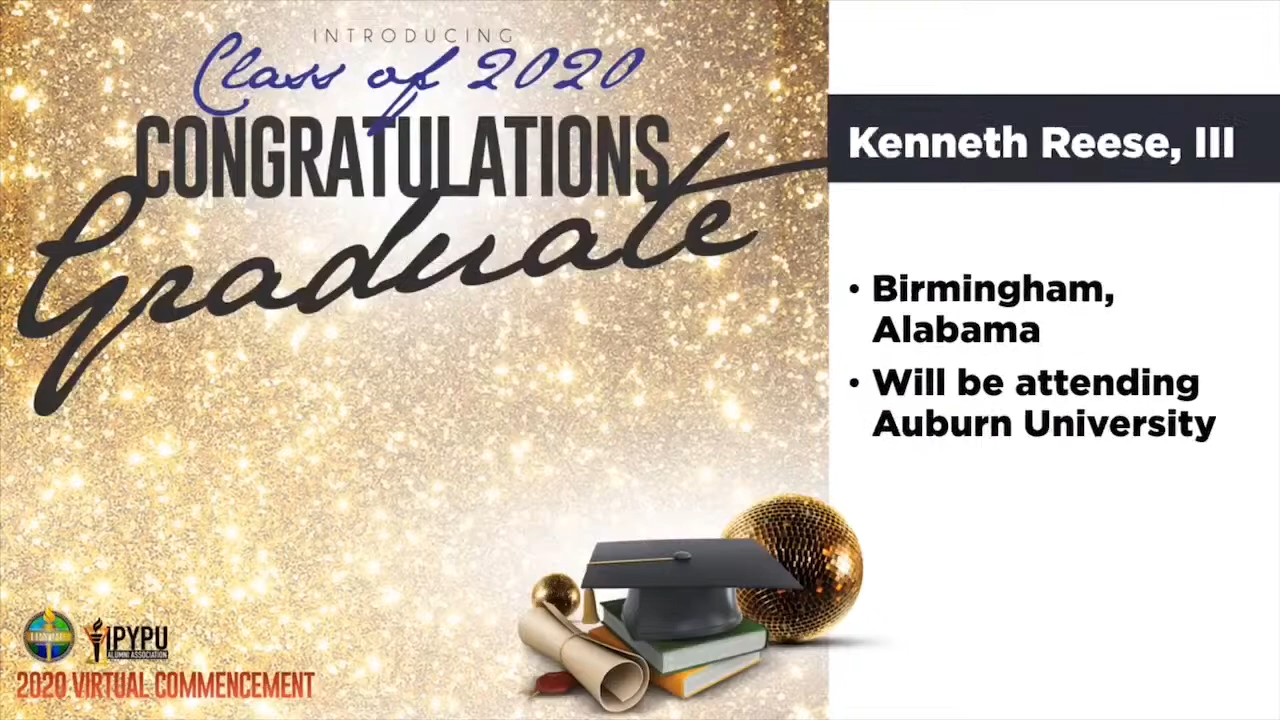 INTRODUCING
Class of 2020
CONGRATULATIONS
Graduate
Kenneth Reese, III
• Birmingham,
Alabama
• Will be attending
Auburn University
IPYPU
ALUMNI ASSOCIATION
2020 VIRTUAL COMMENCEMENT